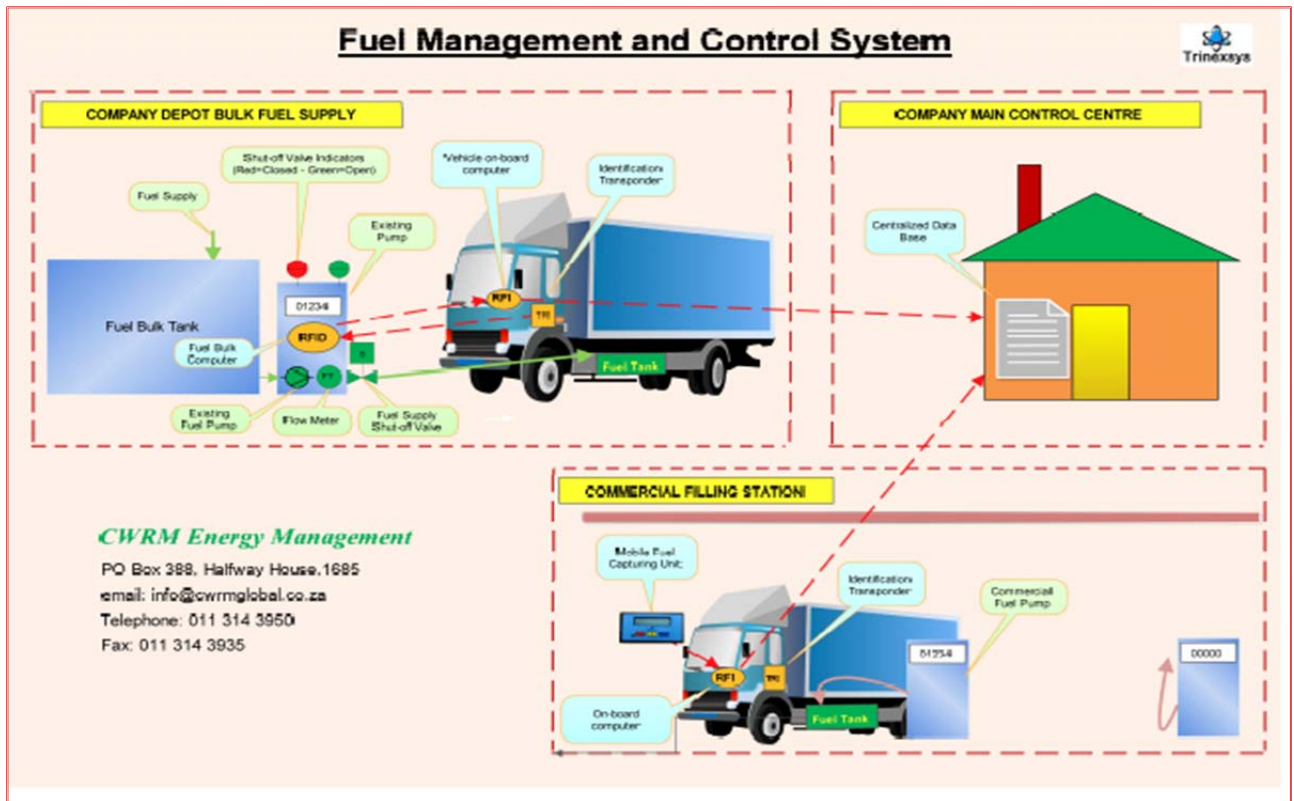 Fuel Management and Control System
Trinexsys
COMPANY DEPOT BULK FUEL SUPPLY
Shut-off Valve Indicators
(Red=Closed - Green=Open)
Fuel Supply
Existing
Pump
Vehicle on-board
computer
Identification
Transponder
01234
Fuel Bulk Tank
RFID
RFI
TRI
Fuel Bulk
Computer
S
FT
Fuel Tank
Existing
Fuel Pump
Flow Meter
Fuel Supply
Shut-off Valve
COMPANY MAIN CONTROL CENTRE
Centralized Data
Base
COMMERCIAL FILLING STATION
Mobile Fuel
Capturing Unit
Identification
Transponder
Commercial
Fuel Pump
01234
00000
RFI
TRI
On-board
computer
Fuel Tank
CWRM Energy Management
PO Box 388, Halfway House,1685
email: info@cwrmglobal.co.za
Telephone: 011 314 3950
Fax: 011 314 3935